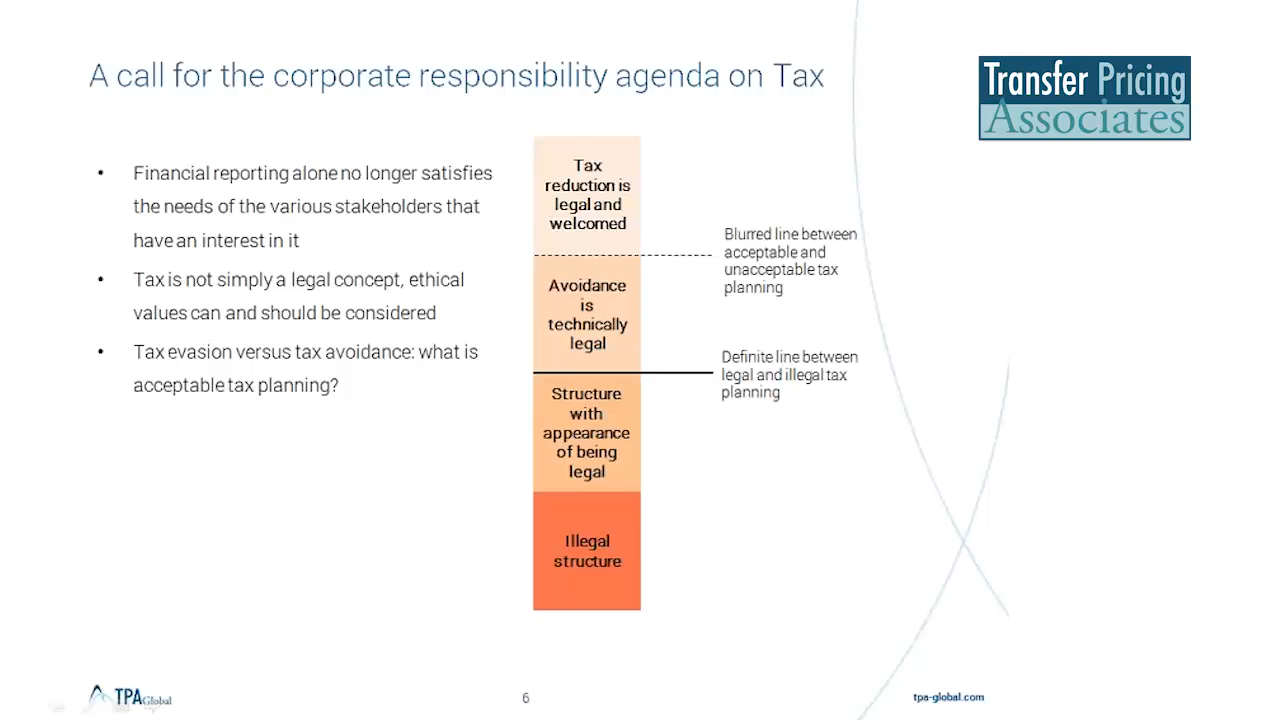 A call for the corporate responsibility agenda on Tax
Transfer Pricing
Associates
• Financial reporting alone no longer satisfies
the needs of the various stakeholders that
have an interest in it
• Tax is not simply a legal concept, ethical
values can and should be considered
• Tax evasion versus tax avoidance: what is
acceptable tax planning?
Tax
reduction is
legal and
welcomed
Avoidance
is
technically
legal
Structure
with
appearance
of being
legal
Illegal
structure
Blurred line between
acceptable and
unacceptable tax
planning
Definite line between
legal and illegal tax
planning
TPA Global
6
tpa-global.com